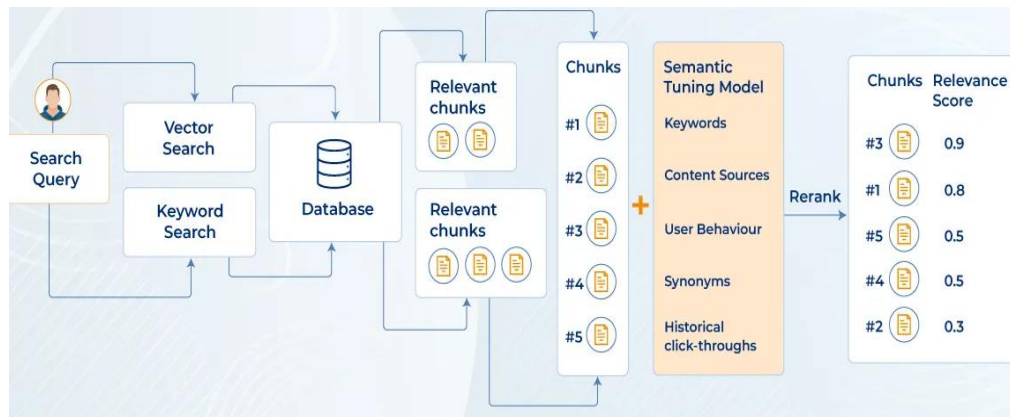 Search
Query
Vector
Search
Keyword
Search
Database
Relevant
chunks
Relevant
chunks
Chunks
#1
#2
#3
#4
#5
+
Semantic
Tuning Model
Keywords
Content Sources
User Behaviour
Synonyms
Historical
click-throughs
Rerank
Chunks Relevance
Score
#3 0.9
#1 0.8
#5 0.5
#4 0.5
#2 0.3